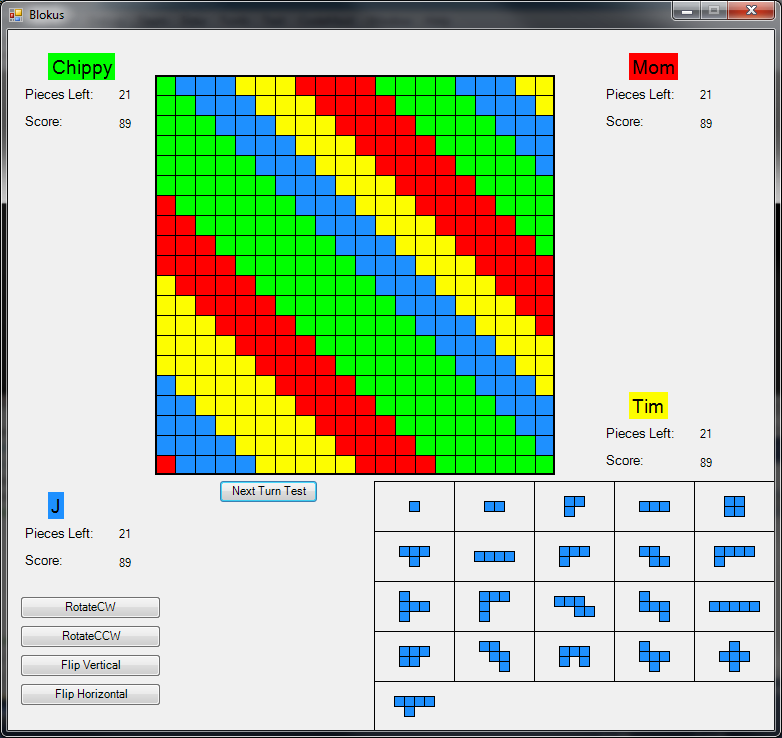 Blokus
Chippy
Pieces Left: 21
Score: 89
Mom
Pieces Left: 21
Score: 89
Tim
Pieces Left: 21
Score: 89
Next Turn Test
J
Pieces Left: 21
Score: 89
RotateCW
RotateCCW
Flip Vertical
Flip Horizontal